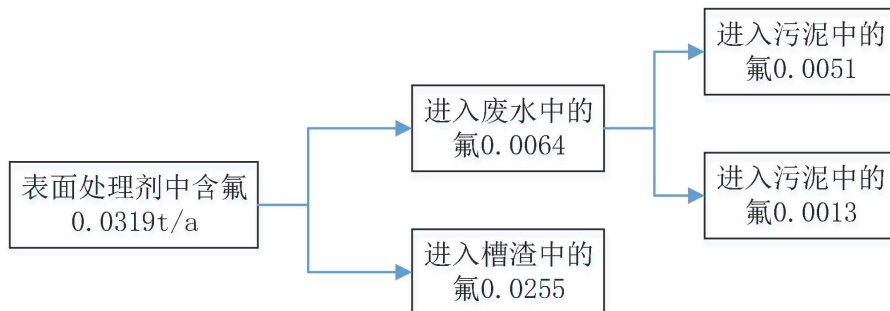 进入污泥中的
氟0.0051
进入废水中的
氟0.0064
表面处理剂中含氟
0.0319t/a
进入污泥中的
氟0.0013
进入槽渣中的
氟0.0255